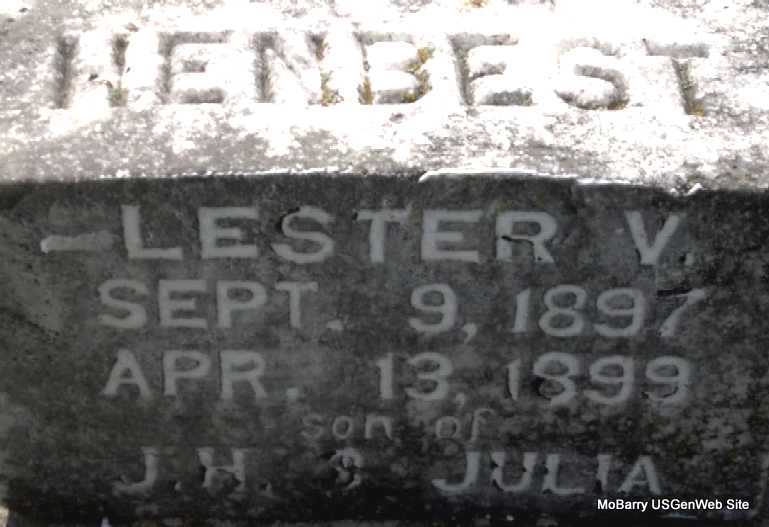 HENBEST
LESTER V.
SEPT. 9, 1897
APR. 13, 1899
son of
J.H. & JULIA
MoBarry USGenWeb Site